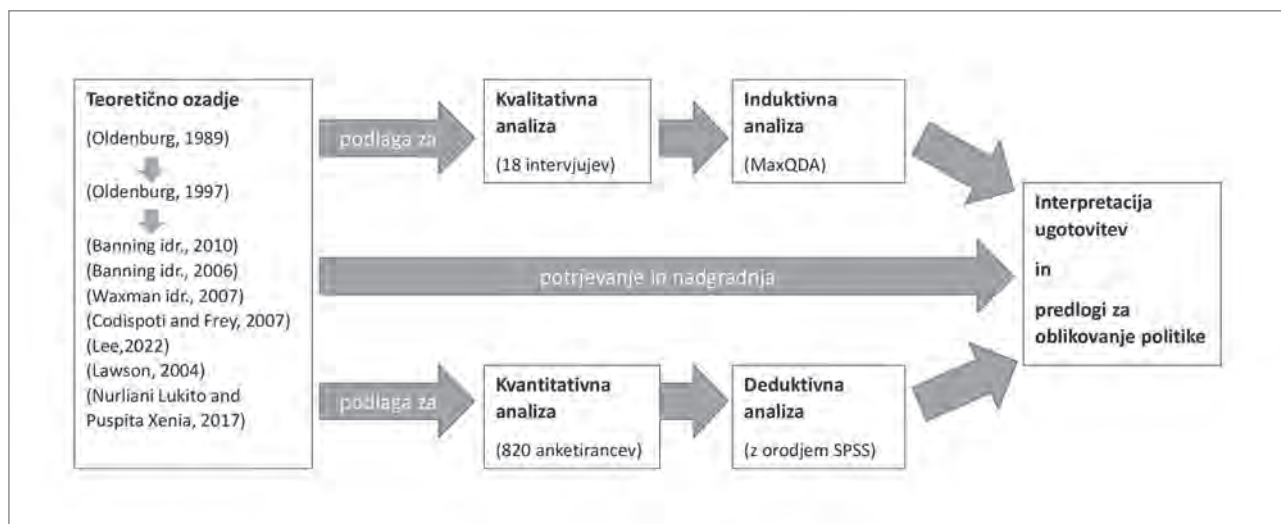 Teoretično ozadje
(Oldenburg, 1989)
(Oldenburg, 1997)
(Banning idr., 2010)
(Banning idr., 2006)
(Waxman idr., 2007)
(Codispoti and Frey, 2007)
(Lee,2022)
(Lawson, 2004)
(Nurliani Lukito and
Puspita Xenia, 2017)
podlaga za
Kvalitativna
analiza
(18 intervjujev)
Induktivna
analiza
(MaxQDA)
potrjevanje in nadgradnja
podlaga za
Kvantitativna
analiza
(820 anketirancev)
Deduktivna
analiza
(z orodjem SPSS)
Interpretacija
ugotovitev
in
predlogi za
oblikovanje politike